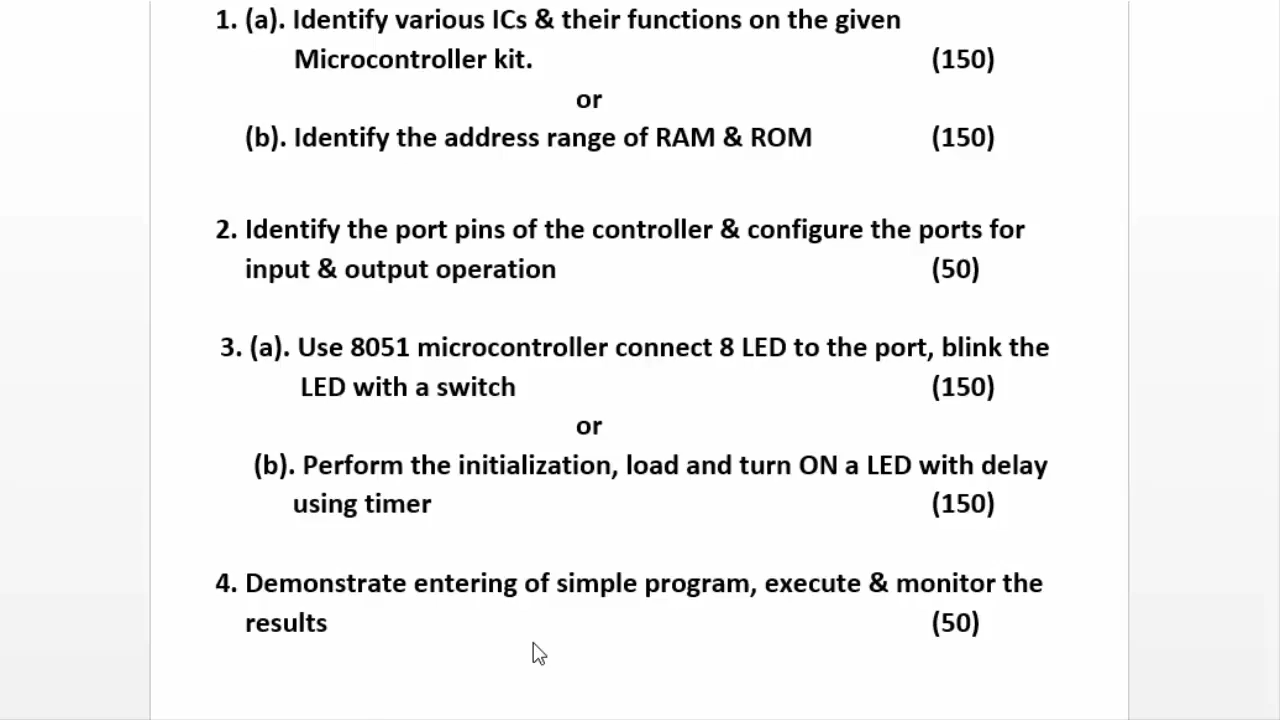 1. (a). Identify various ICs & their functions on the given
Microcontroller kit. (150)
or
(b). Identify the address range of RAM & ROM (150)
2. Identify the port pins of the controller & configure the ports for
input & output operation (50)
3. (a). Use 8051 microcontroller connect 8 LED to the port, blink the
LED with a switch (150)
or
(b). Perform the initialization, load and turn ON a LED with delay
using timer (150)
4. Demonstrate entering of simple program, execute & monitor the
results (50)